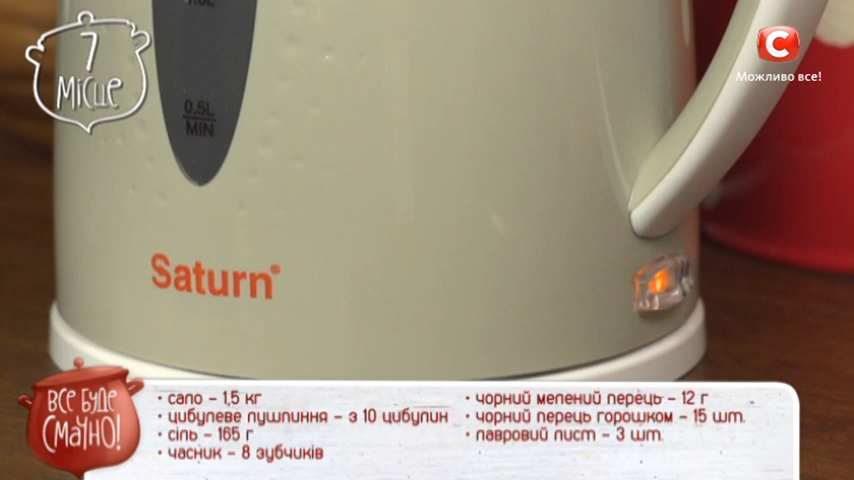 7
Місце
С
Можливо все!
1.0L
0.5L
MIN
Saturn®
ВСЕ БУДЕ
СМАЧНО!
• сало – 1,5 кг
• цибулеве лушпиння – з 10 цибулин
• сіль – 165 г
• часник – 8 зубчиків
• чорний мелений перець – 12 г
• чорний перець горошком – 15 шт.
• лавровий лист – 3 шт.